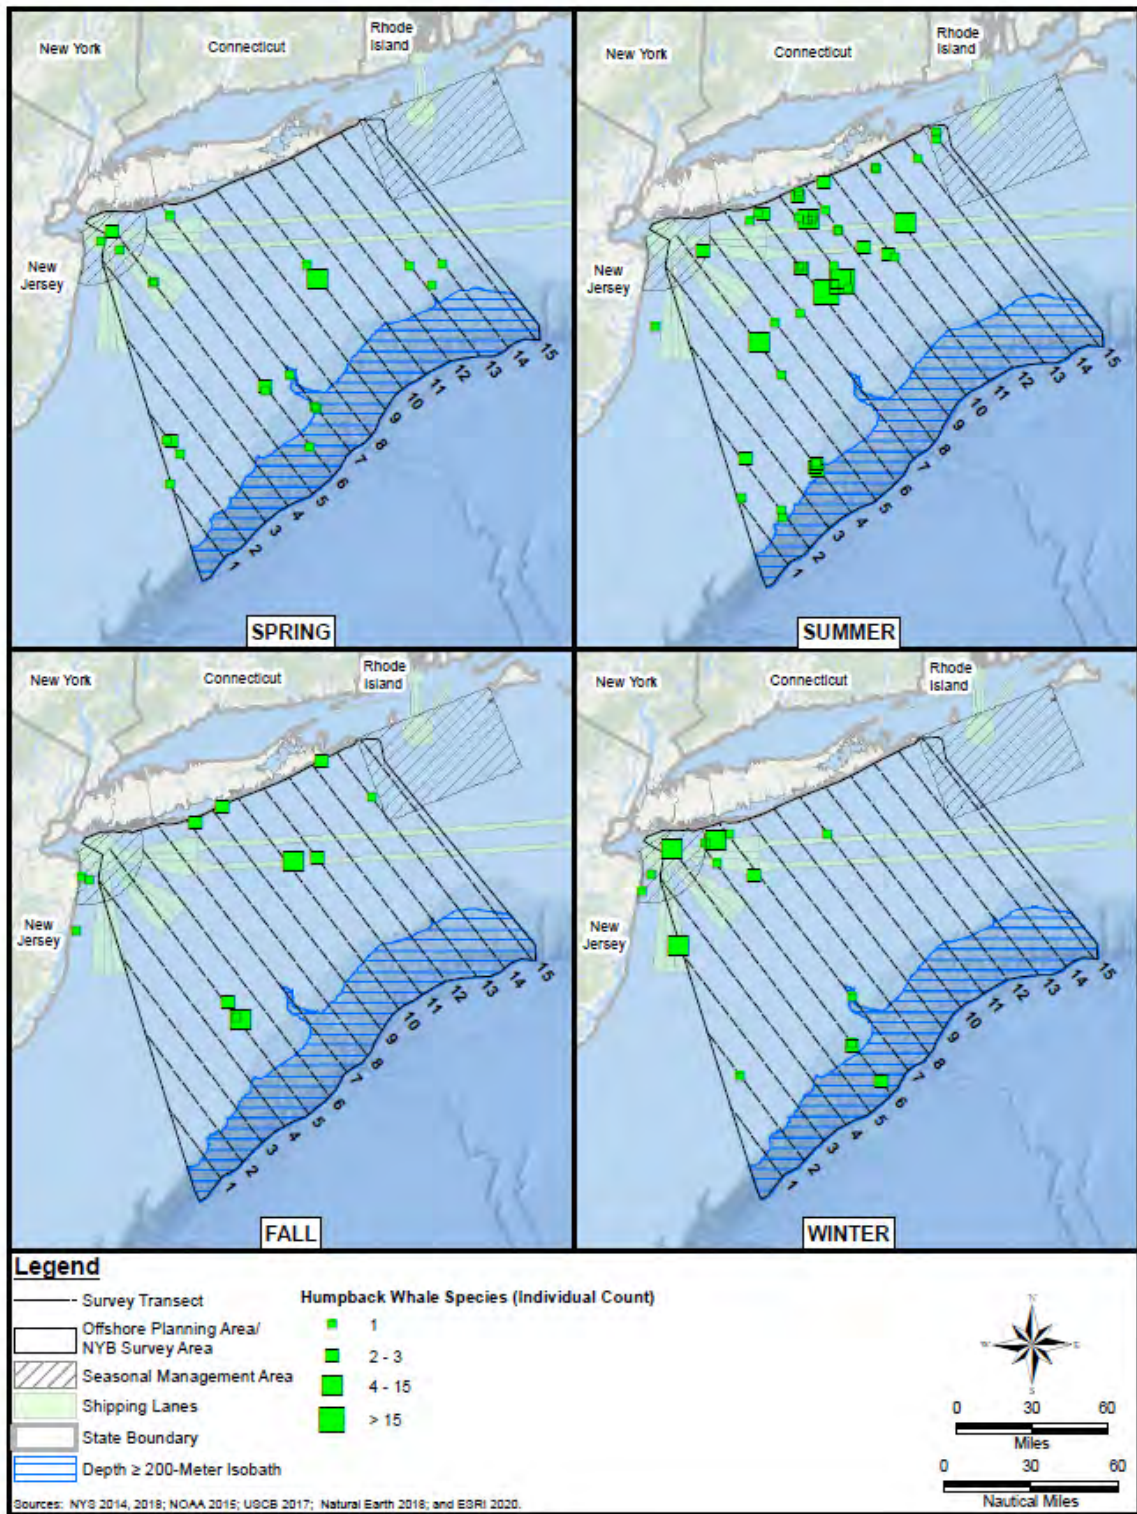 New York
Connecticut
Rhode
Island
New
Jersey
1
2
3
4
5
6
7
8
9
10
11
12
13
14
15
SPRING
New York
Connecticut
Rhode
Island
New
Jersey
1
2
3
4
5
6
7
8
9
10
11
12
13
14
15
SUMMER
New York
Connecticut
Rhode
Island
New
Jersey
1
2
3
4
5
6
7
8
9
10
11
12
13
14
15
FALL
New York
Connecticut
Rhode
Island
New
Jersey
1
2
3
4
5
6
7
8
9
10
11
12
13
14
15
WINTER
Legend
Survey Transect
Offshore Planning Area/
NYB Survey Area
Seasonal Management Area
Shipping Lanes
State Boundary
Depth ≥ 200-Meter Isobath
Humpback Whale Species (Individual Count)
1
2 - 3
4 - 15
> 15
N
W
E
S
0 30 60
Miles
0 30 60
Nautical Miles
Sources: NYS 2014, 2018; NOAA 2015; USCB 2017; Natural Earth 2018; and ESRI 2020.